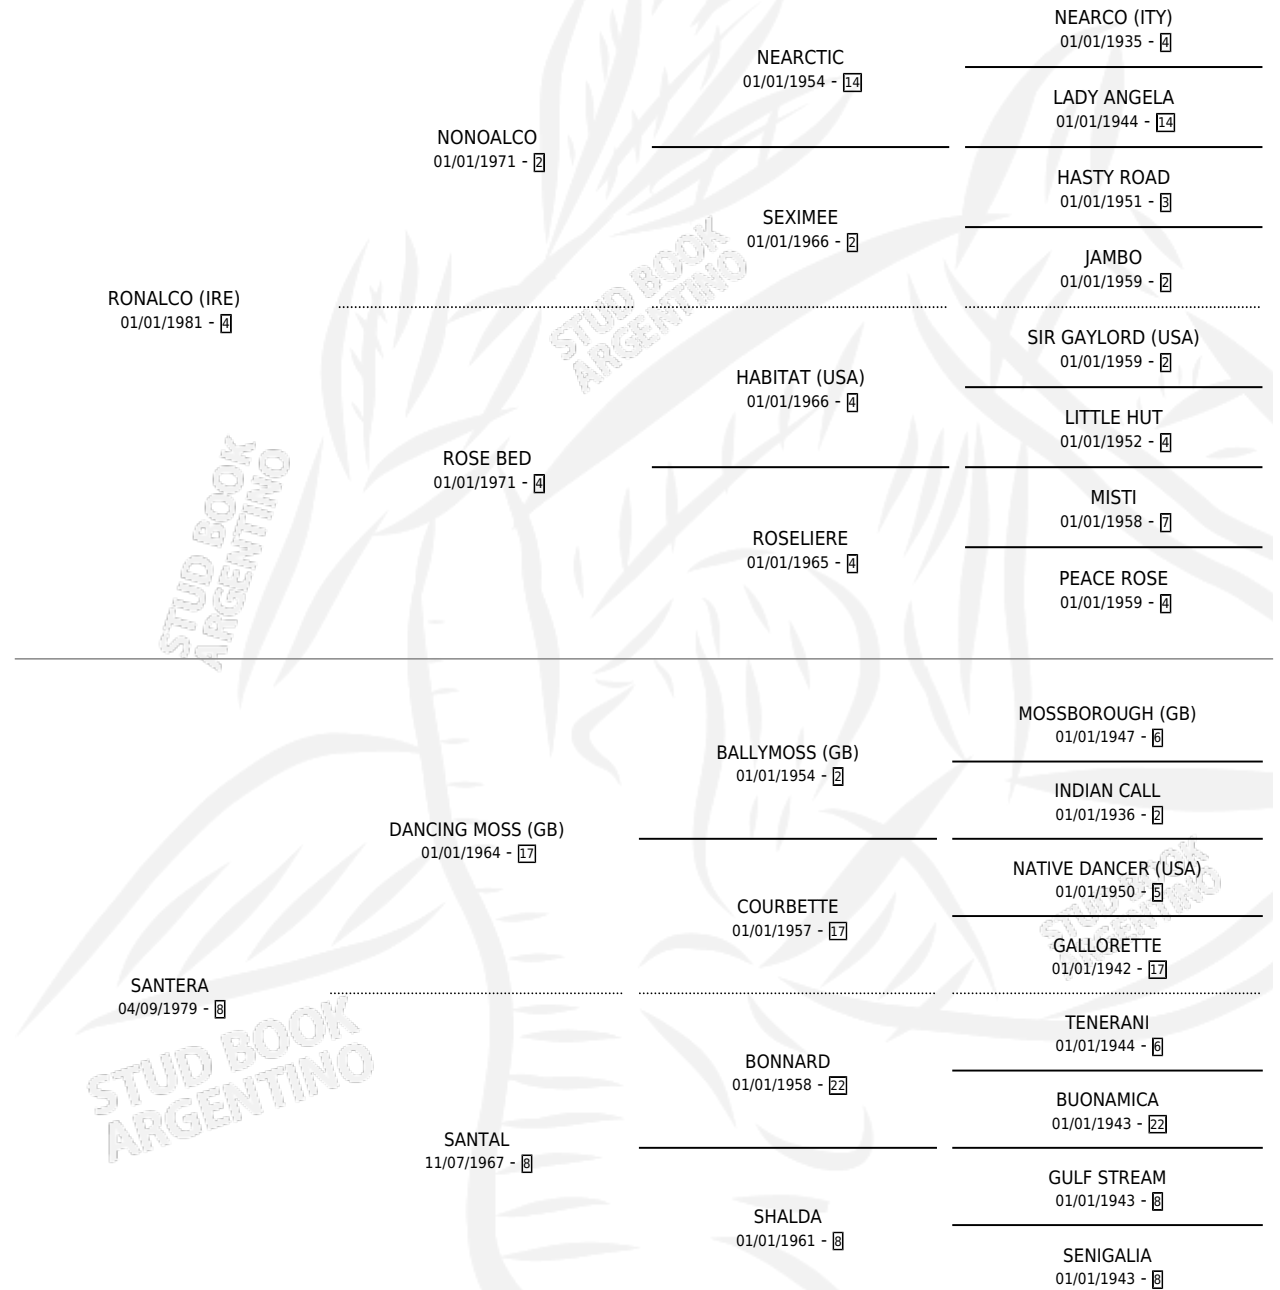 NEARCO (ITY)
01/01/1935 - 4
NEARCTIC
01/01/1954 - 14
LADY ANGELA
01/01/1944 - 14
NONOALCO
01/01/1971 - 2
HASTY ROAD
01/01/1951 - 3
SEXIMEE
01/01/1966 - 2
JAMBO
01/01/1959 - 2
RONALCO (IRE)
01/01/1981 - 4
SIR GAYLORD (USA)
01/01/1959 - 2
HABITAT (USA)
01/01/1966 - 4
LITTLE HUT
01/01/1952 - 4
ROSE BED
01/01/1971 - 4
MISTI
01/01/1958 - 7
ROSELIERE
01/01/1965 - 4
PEACE ROSE
01/01/1959 - 4
MOSSBOROUGH (GB)
01/01/1947 - 6
BALLYMOSS (GB)
01/01/1954 - 2
INDIAN CALL
01/01/1936 - 2
DANCING MOSS (GB)
01/01/1964 - 17
NATIVE DANCER (USA)
01/01/1950 - 5
COURBETTE
01/01/1957 - 17
GALLORETTE
01/01/1942 - 17
SANTERA
04/09/1979 - 8
TENERANI
01/01/1944 - 6
BONNARD
01/01/1958 - 22
BUONAMICA
01/01/1943 - 22
SANTAL
11/07/1967 - 8
GULF STREAM
01/01/1943 - 8
SHALDA
01/01/1961 - 8
SENIGALIA
01/01/1943 - 8
STUD BOOK
ARGENTINO
STUD BOOK
ARGENTINO
STUD BOOK
ARGENTINO
STUD BOOK
ARGENTINO